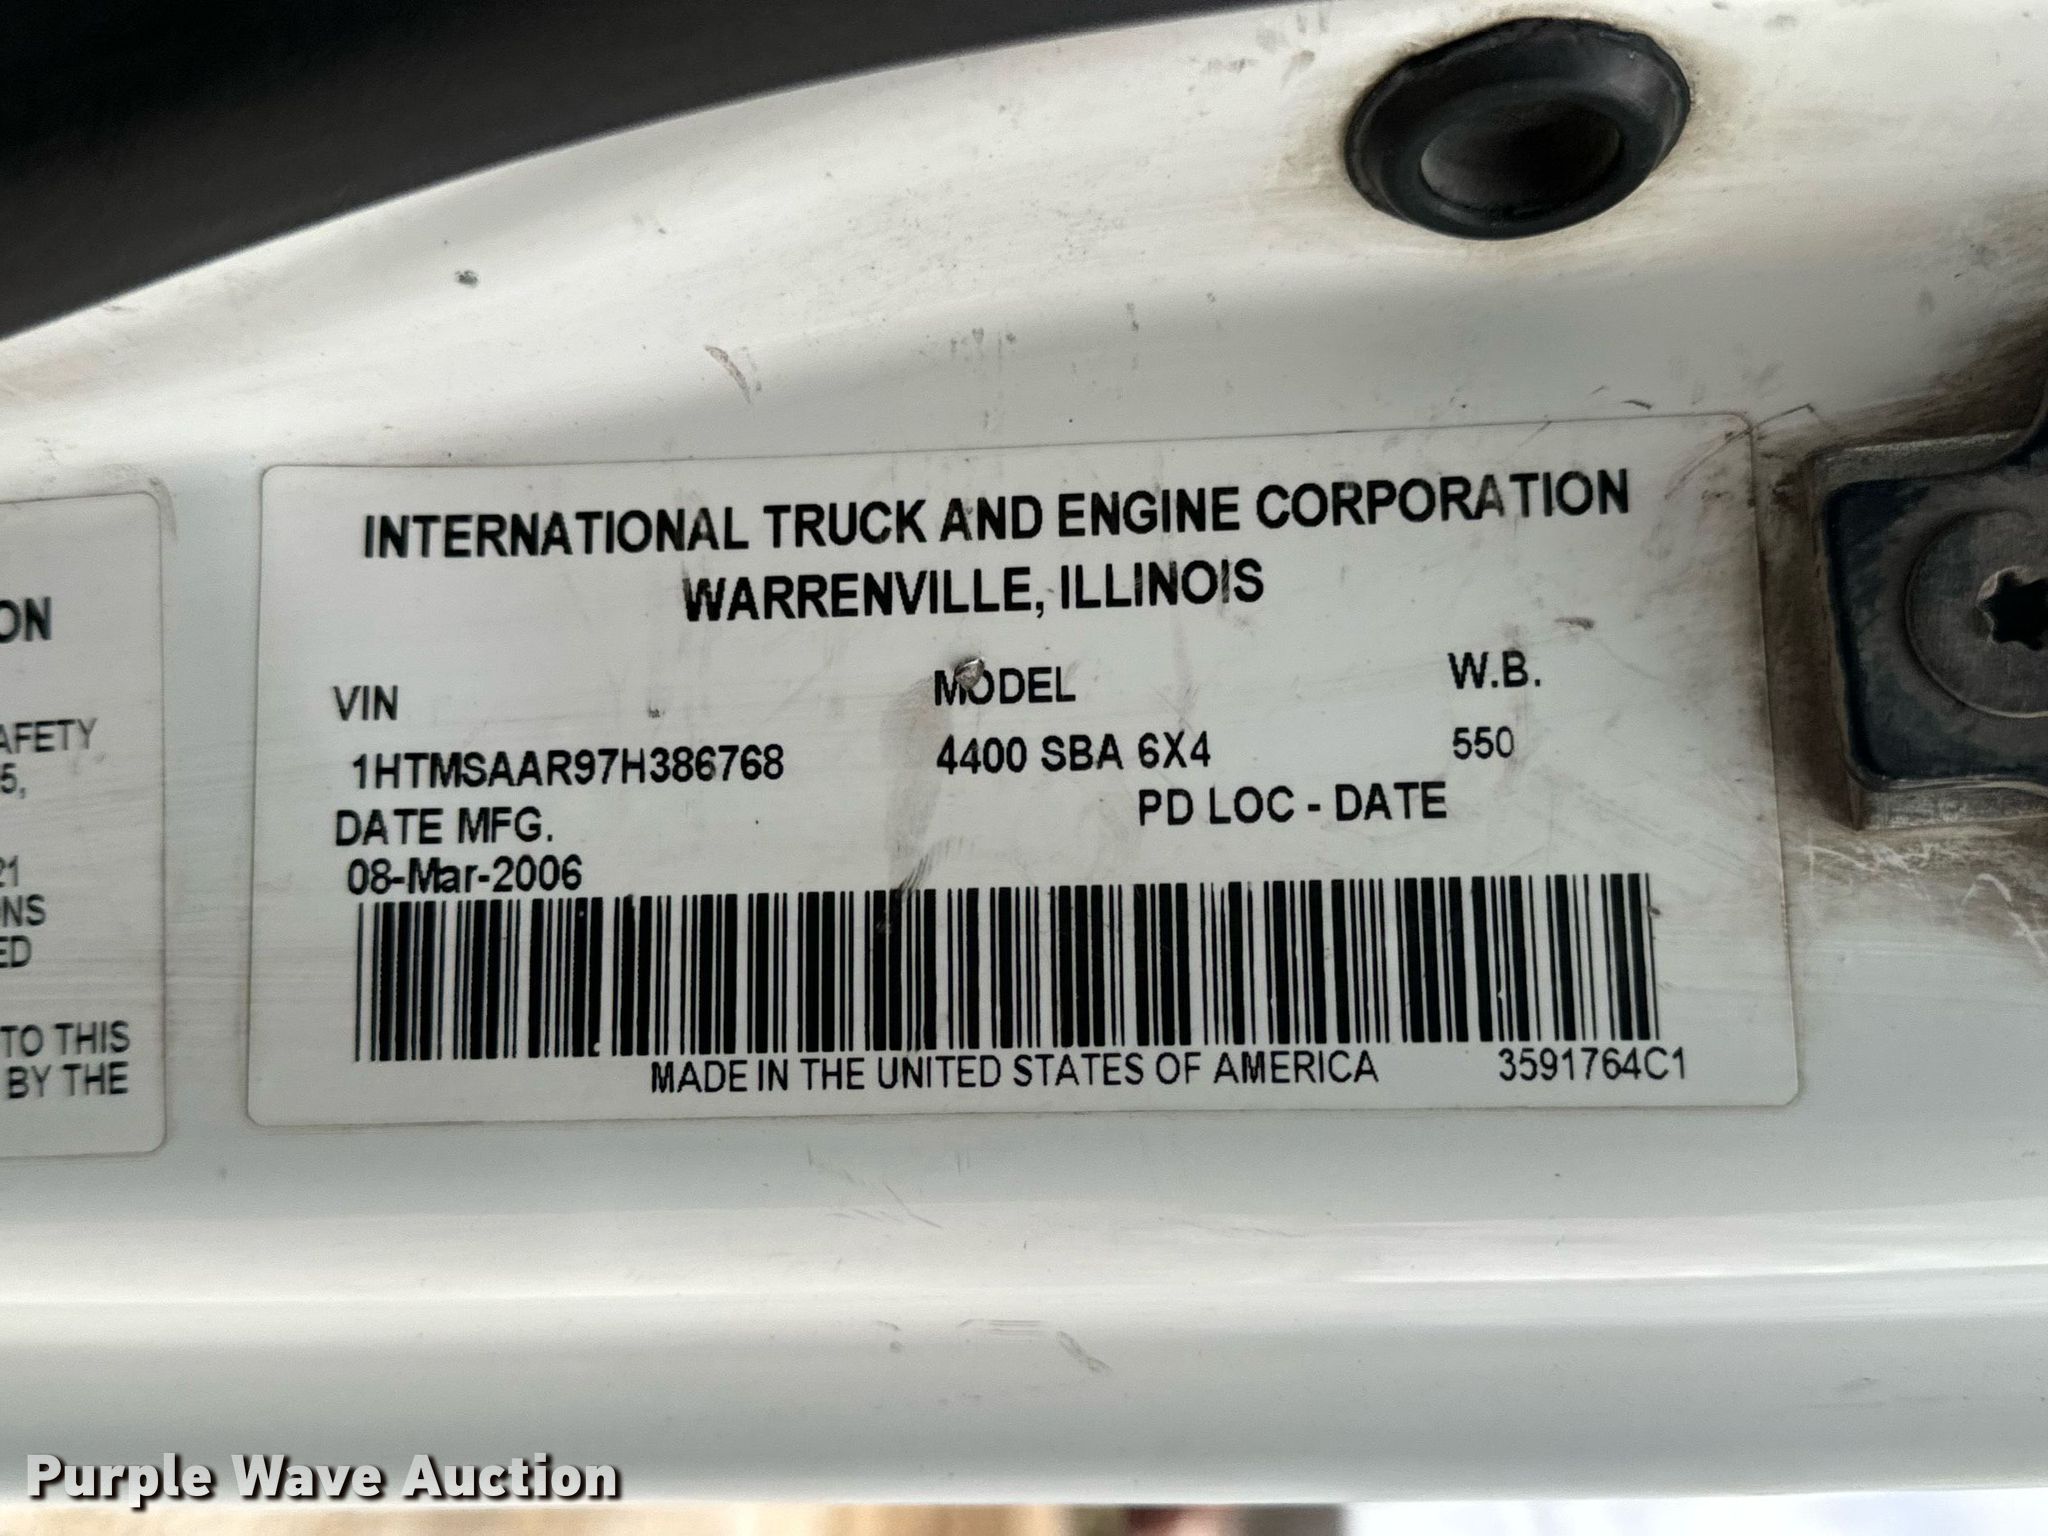 ON
AFETY
5,
21
NS
ED
TO THIS
BY THE
INTERNATIONAL TRUCK AND ENGINE CORPORATION
WARRENVILLE, ILLINOIS
VIN MODEL W.B.
1HTMSAAR97H386768 4400 SBA 6X4 550
DATE MFG. PD LOC - DATE
08-Mar-2006
MADE IN THE UNITED STATES OF AMERICA 3591764C1
Purple Wave Auction